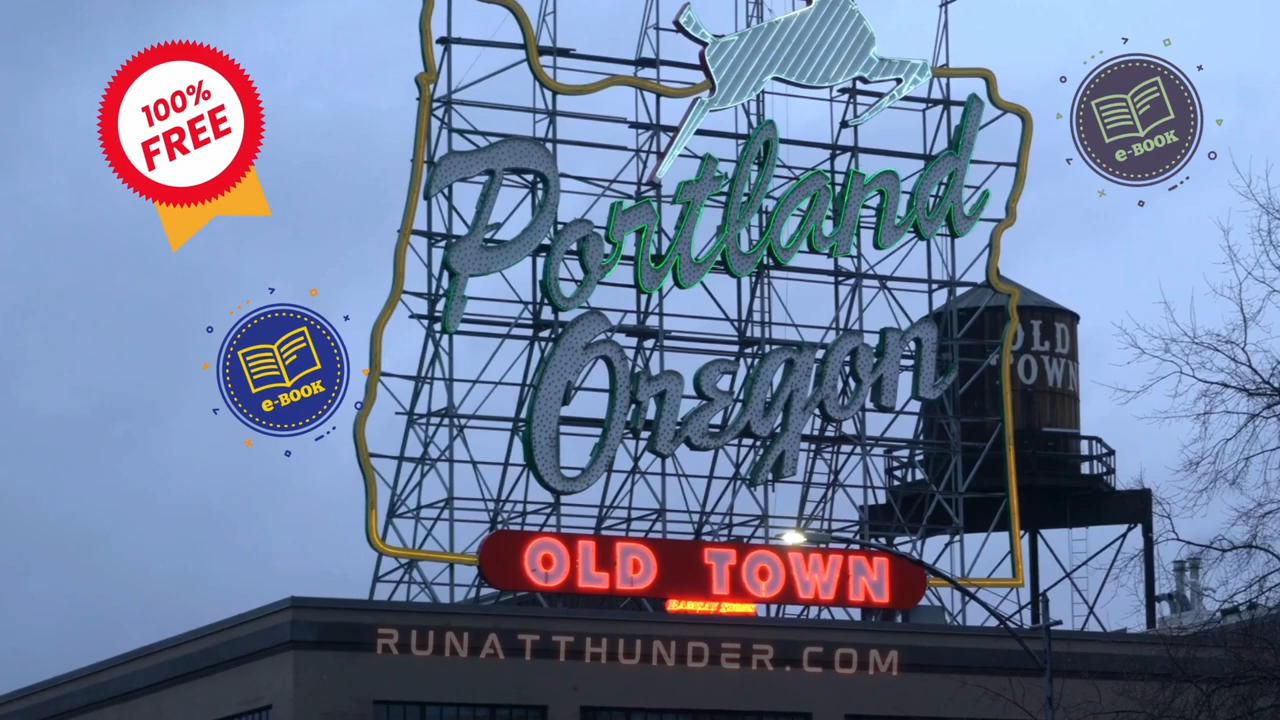 100%
FREE
e-BOOK
e-BOOK
Portland
Oregon
OLD
TOWN
OLD TOWN
RUNATTHUNDER.COM